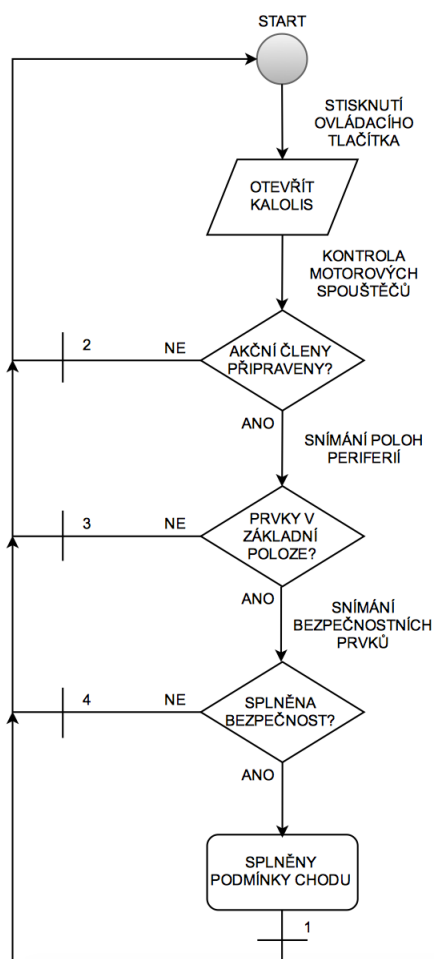 START
STISKNUTÍ
OVLÁDACÍHO
TLAČÍTKA
OTEVŘÍT
KALOLIS
KONTROLA
MOTOROVÝCH
SPOUŠTĚČŮ
2
NE
AKČNÍ ČLENY
PŘIPRAVENY?
ANO
SNÍMÁNÍ POLOH
PERIFERIÍ
3
NE
PRVKY V
ZÁKLADNÍ
POLOZE?
ANO
SNÍMÁNÍ
BEZPEČNOSTNÍCH
PRVKŮ
4
NE
SPLNĚNA
BEZPEČNOST?
ANO
SPLNĚNY
PODMÍNKY CHODU
1